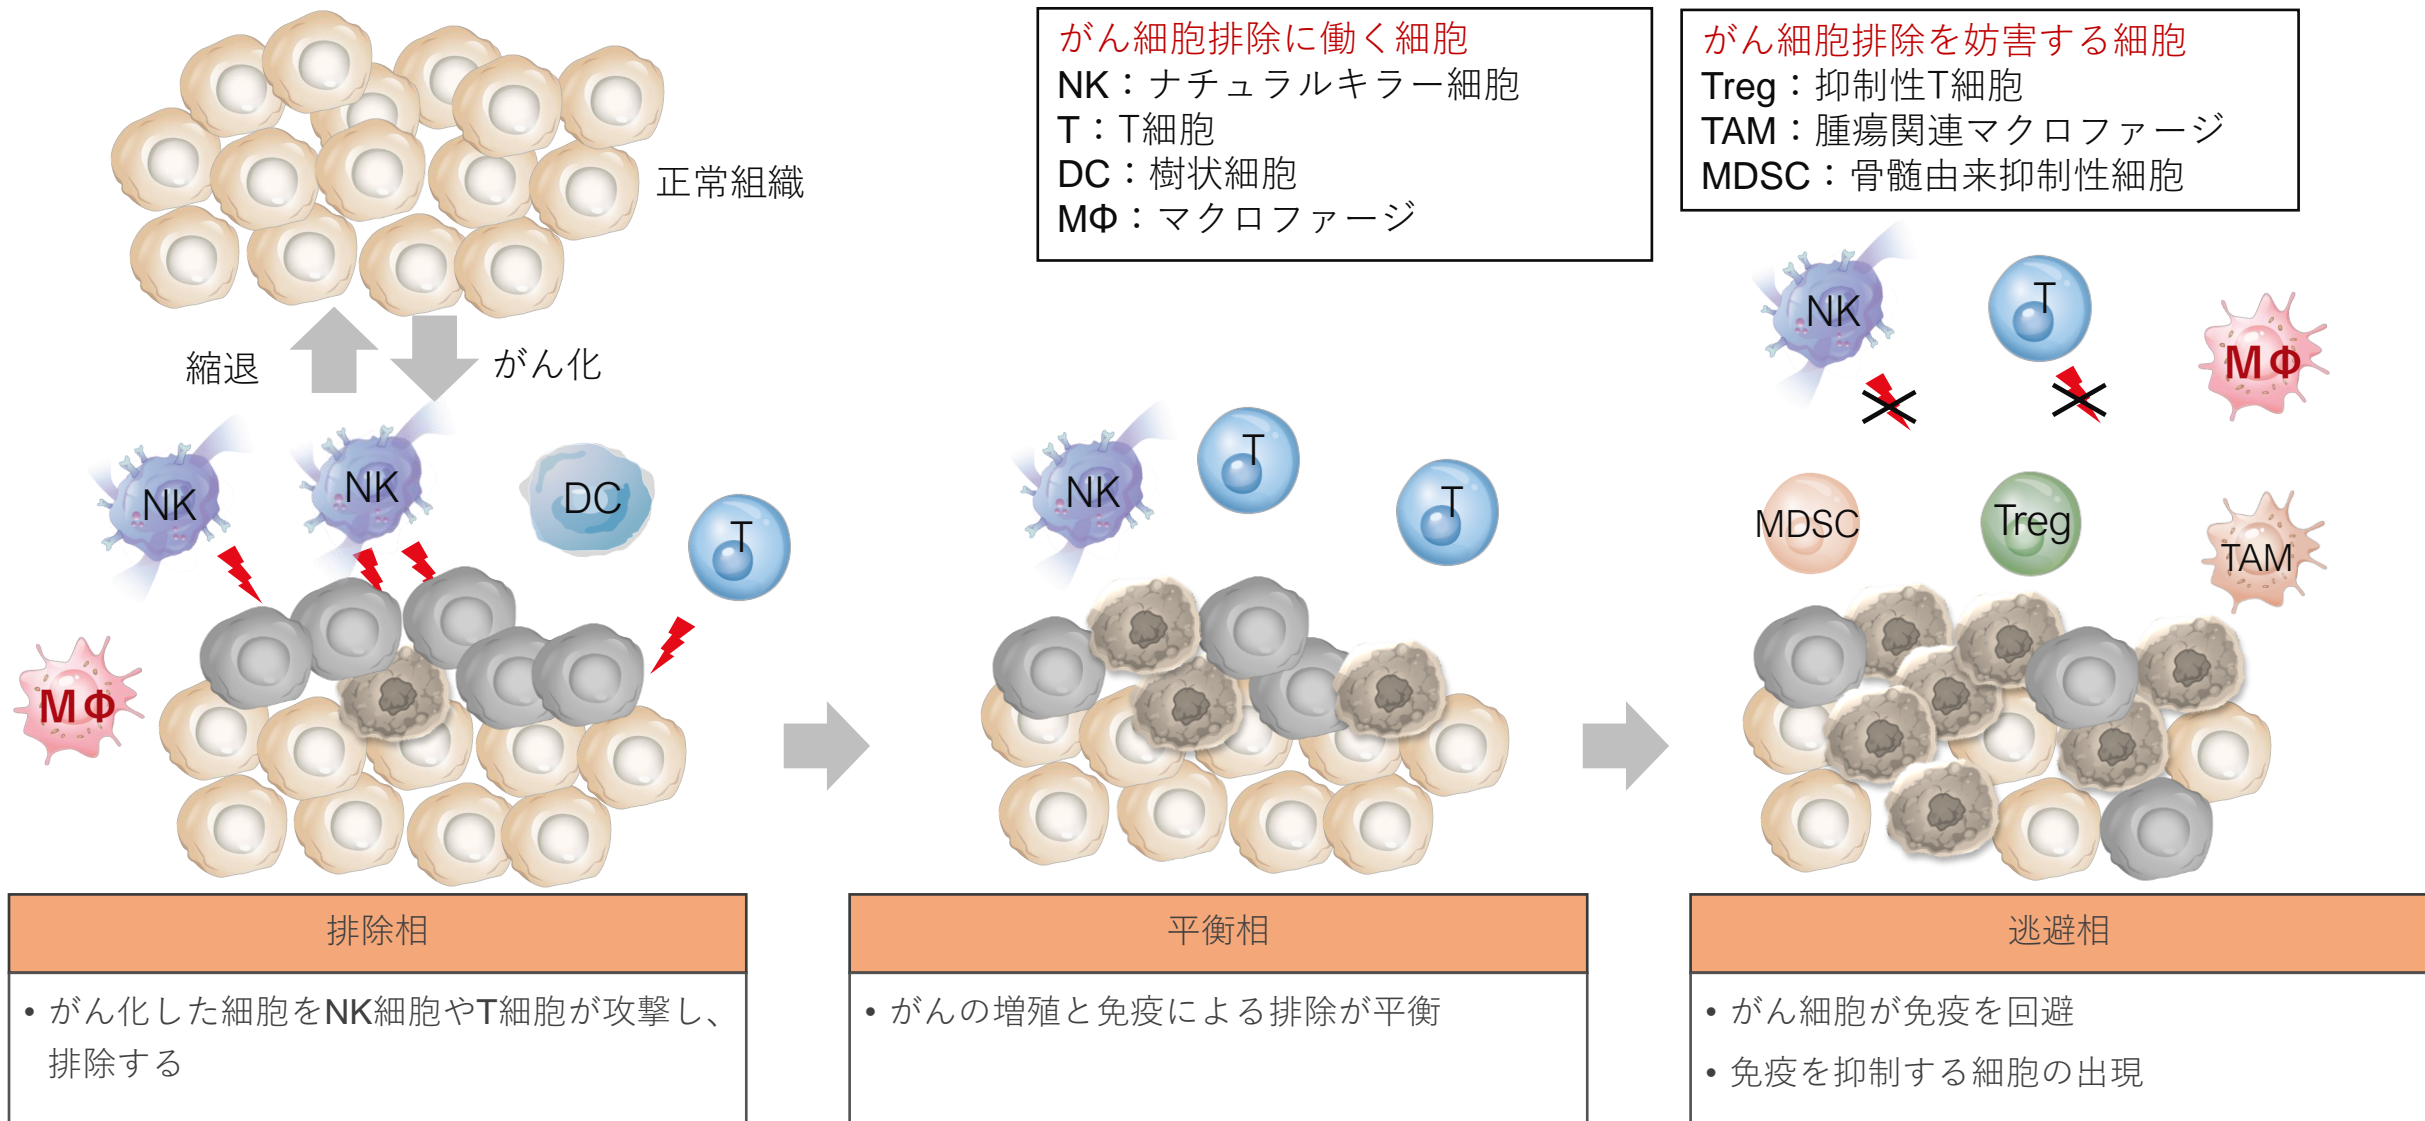 がん細胞排除に働く細胞
NK：ナチュラルキラー細胞
T：T細胞
DC：樹状細胞
MΦ：マクロファージ
がん細胞排除を妨害する細胞
Treg：抑制性T細胞
TAM：腫瘍関連マクロファージ
MDSC：骨髄由来抑制性細胞
正常組織
縮退
がん化
NK
NK
DC
T
MΦ
NK
T
T
NK
T
MΦ
MDSC
Treg
TAM
排除相
• がん化した細胞をNK細胞やT細胞が攻撃し、
排除する
平衡相
• がんの増殖と免疫による排除が平衡
逃避相
• がん細胞が免疫を回避
• 免疫を抑制する細胞の出現